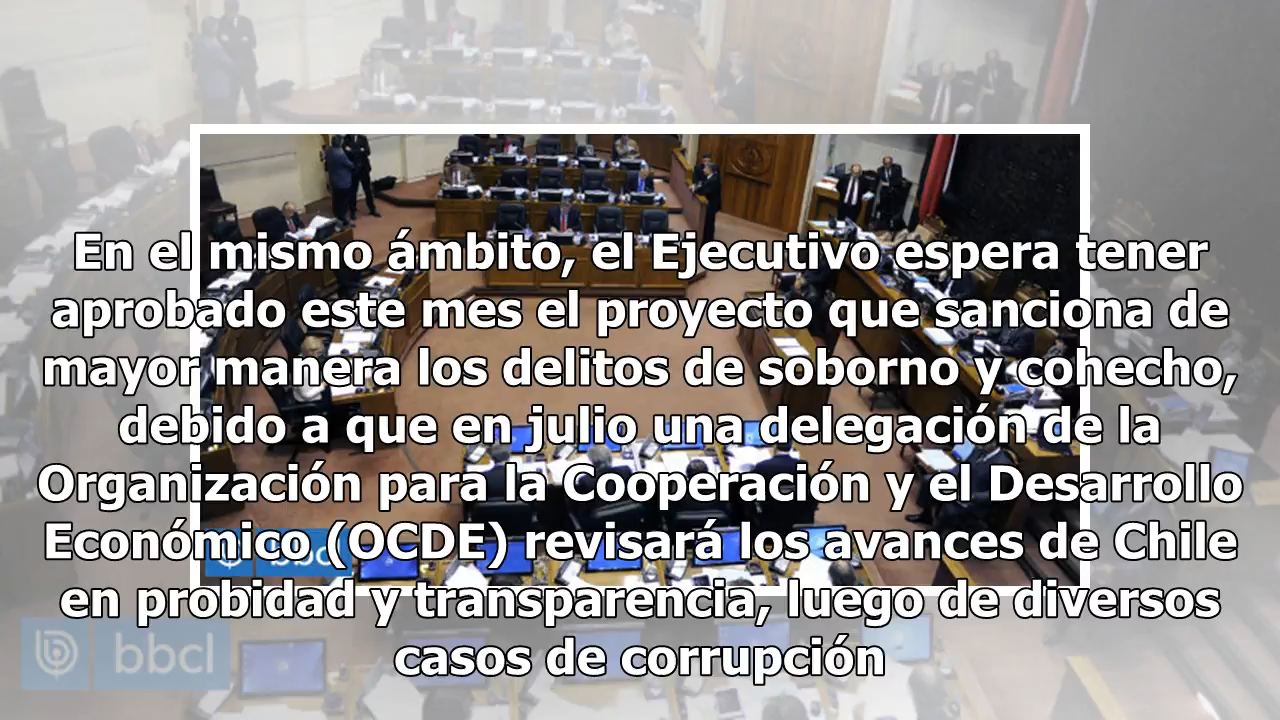 En el mismo ámbito, el Ejecutivo espera tener
aprobado este mes el proyecto que sanciona de
mayor manera los delitos de soborno y cohecho,
debido a que en julio una delegación de la
Organización para la Cooperación y el Desarrollo
Económico (OCDE) revisará los avances de Chile
en probidad y transparencia, luego de diversos
casos de corrupción
bbcl
bbcl